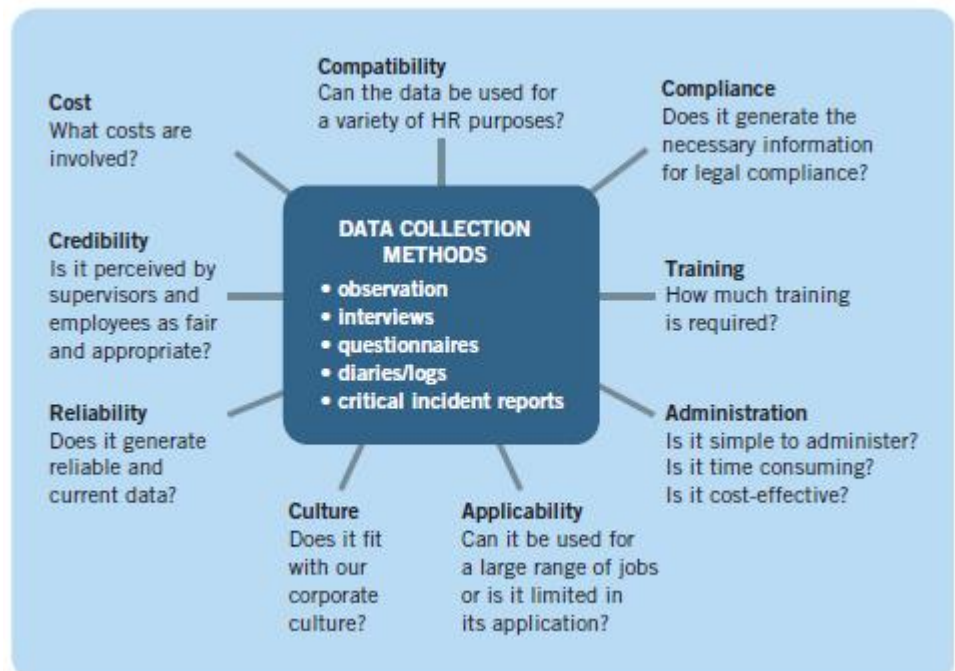 Compatibility
Can the data be used for
a variety of HR purposes?
Cost
What costs are
involved?
Compliance
Does it generate the
necessary information
for legal compliance?
DATA COLLECTION
METHODS
• observation
• interviews
• questionnaires
• diaries/logs
• critical incident reports
Credibility
Is it perceived by
supervisors and
employees as fair
and appropriate?
Training
How much training
is required?
Reliability
Does it generate
reliable and
current data?
Administration
Is it simple to administer?
Is it time consuming?
Is it cost-effective?
Culture
Does it fit
with our
corporate
culture?
Applicability
Can it be used for
a large range of jobs
or is it limited in
its application?